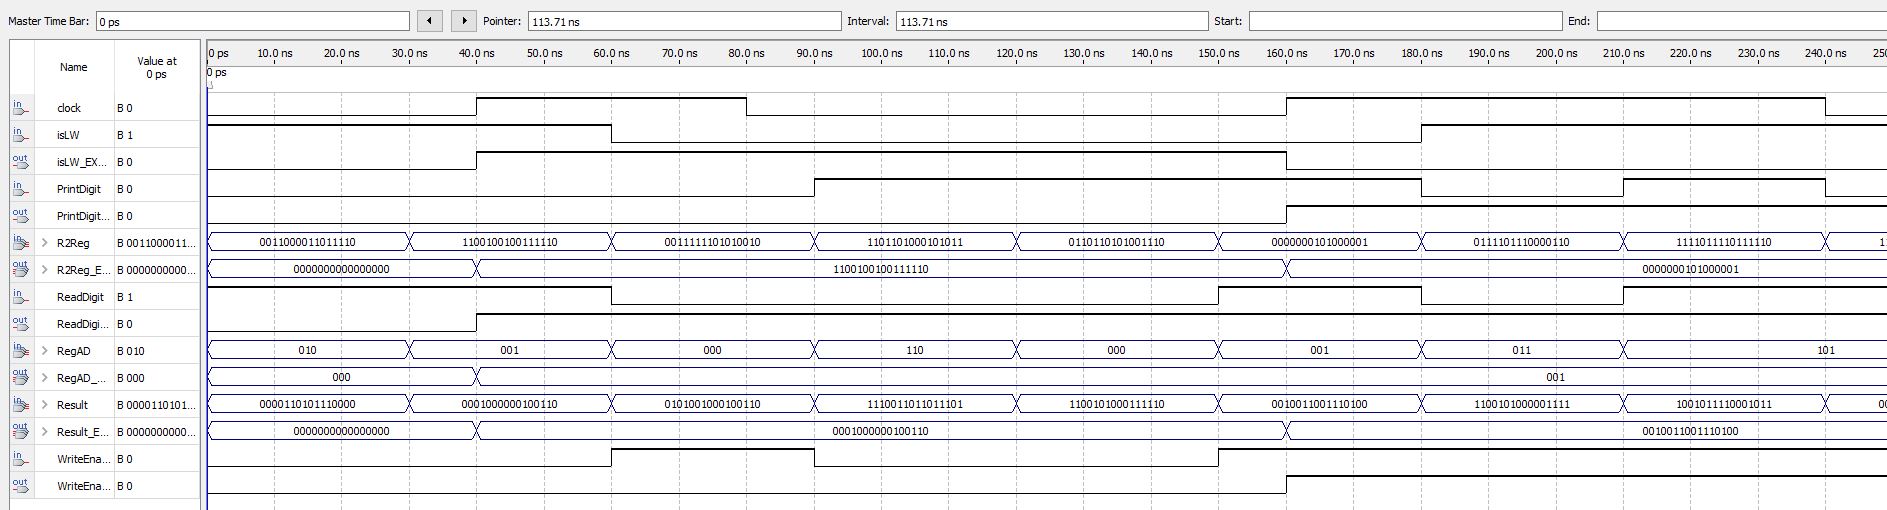 Master Time Bar: 0 ps Pointer: 113.71 ns Interval: 113.71 ns Start: End:
Name Value at 0 ps 0 ps 10.0 ns 20.0 ns 30.0 ns 40.0 ns 50.0 ns 60.0 ns 70.0 ns 80.0 ns 90.0 ns 100.0 ns 110.0 ns 120.0 ns 130.0 ns 140.0 ns 150.0 ns 160.0 ns 170.0 ns 180.0 ns 190.0 ns 200.0 ns 210.0 ns 220.0 ns 230.0 ns 240.0 ns 250
0 ps
in clock B 0
in isLW B 1
out isLW_EX... B 0
in PrintDigit B 0
out PrintDigit... B 0
in R2Reg B 0011000011... 0011000011011110 1100100100111110 0011111101010010 1101101000101011 0110110101001110 0000000101000001 0111101110000110 1111011110111110 11
out R2Reg_E... B 0000000000... 0000000000000000 1100100100111110 0000000101000001
in ReadDigit B 1
out ReadDigi... B 0
in RegAD B 010 010 001 000 110 000 001 011 101
out RegAD_... B 000 000 001
in Result B 0000110101... 0000110101110000 0001000000100110 0101001000100110 1110011011011101 1100101000111110 0010011001110100 1100101000001111 1001011110001011 00
out Result_E... B 0000000000... 0000000000000000 0001000000100110 0010011001110100
in WriteEna... B 0
out WriteEna... B 0